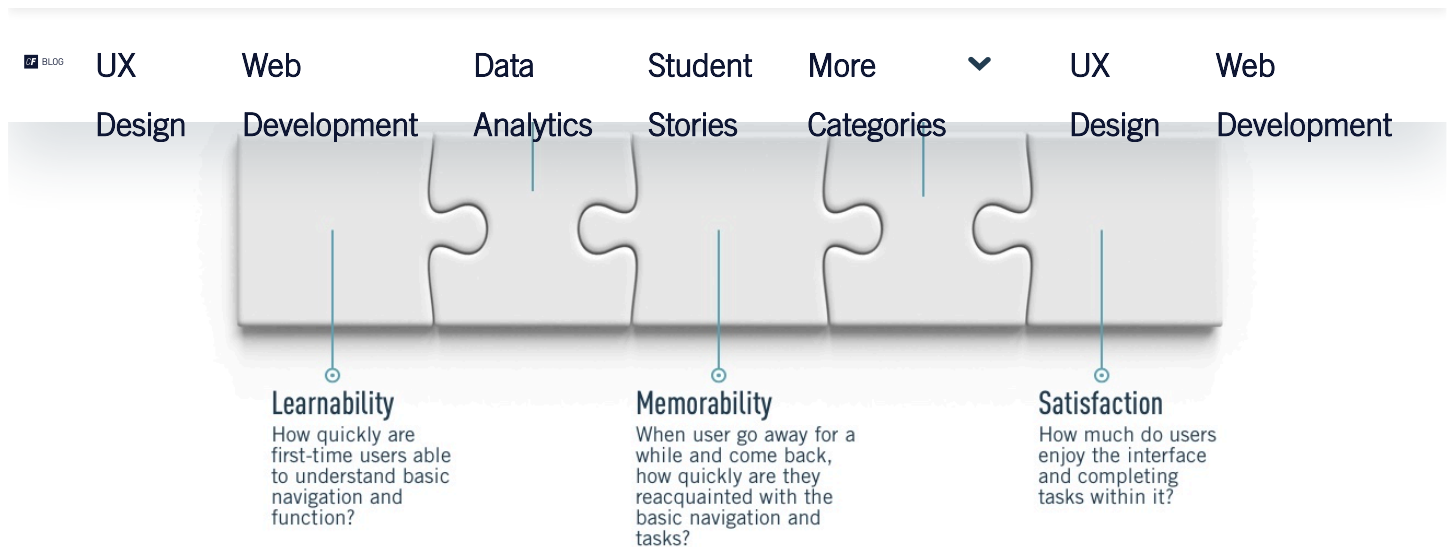 CF BLOG
UX Design
Web Development
Data Analytics
Student Stories
More Categories
UX Design
Web Development
Learnability
How quickly are
first-time users able
to understand basic
navigation and
function?
Memorability
When user go away for a
while and come back,
how quickly are they
reacquainted with the
basic navigation and
tasks?
Satisfaction
How much do users
enjoy the interface
and completing
tasks within it?